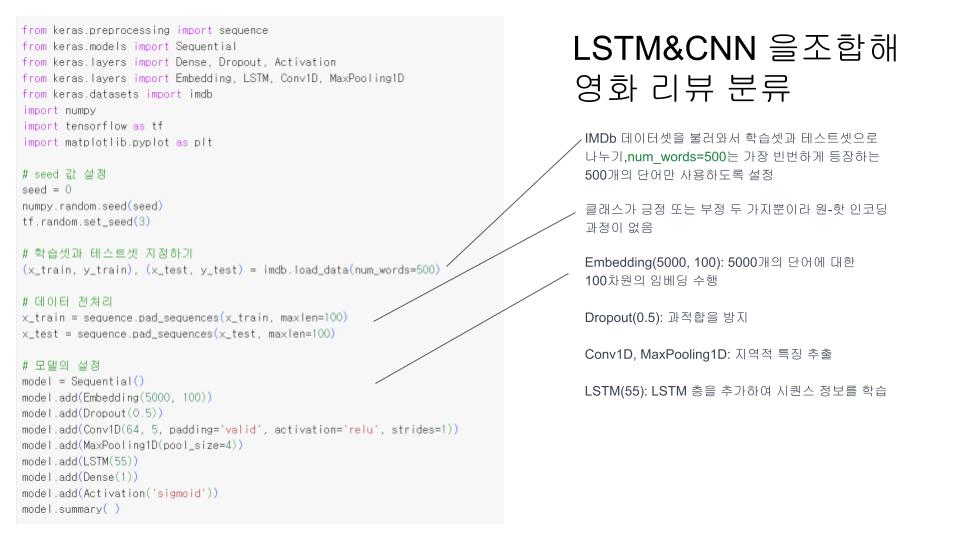 from keras.preprocessing import sequence
from keras.models import Sequential
from keras.layers import Dense, Dropout, Activation
from keras.layers import Embedding, LSTM, Conv1D, MaxPooling1D
from keras.datasets import imdb
import numpy
import tensorflow as tf
import matplotlib.pyplot as plt
# seed 값 설정
seed = 0
numpy.random.seed(seed)
tf.random.set_seed(3)
# 학습셋과 테스트셋 지정하기
(x_train, y_train), (x_test, y_test) = imdb.load_data(num_words=500)
# 데이터 전처리
x_train = sequence.pad_sequences(x_train, maxlen=100)
x_test = sequence.pad_sequences(x_test, maxlen=100)
# 모델의 설정
model = Sequential()
model.add(Embedding(5000, 100))
model.add(Dropout(0.5))
model.add(Conv1D(64, 5, padding='valid', activation='relu', strides=1))
model.add(MaxPooling1D(pool_size=4))
model.add(LSTM(55))
model.add(Dense(1))
model.add(Activation('sigmoid'))
model.summary( )
LSTM&CNN 을조합해
영화 리뷰 분류
IMDb 데이터셋을 불러와서 학습셋과 테스트셋으로
나누기,num_words=500는 가장 빈번하게 등장하는
500개의 단어만 사용하도록 설정
클래스가 긍정 또는 부정 두 가지뿐이라 원-핫 인코딩
과정이 없음
Embedding(5000, 100): 5000개의 단어에 대한
100차원의 임베딩 수행
Dropout(0.5): 과적합을 방지
Conv1D, MaxPooling1D: 지역적 특징 추출
LSTM(55): LSTM 층을 추가하여 시퀀스 정보를 학습